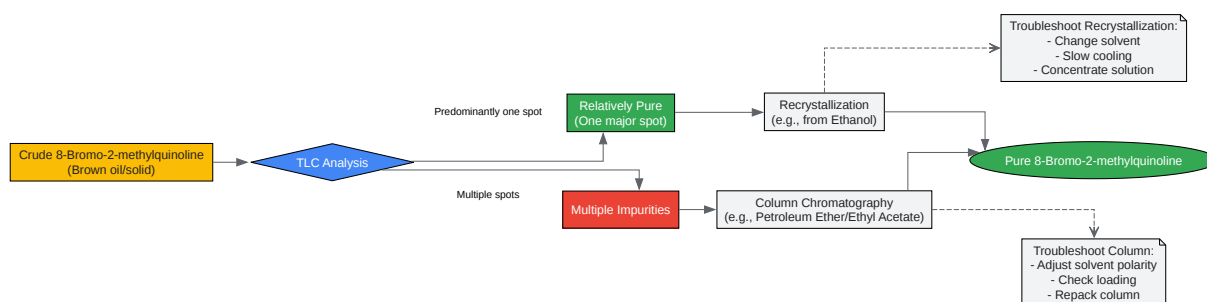 Troubleshoot Recrystallization:
- Change solvent
- Slow cooling
- Concentrate solution
Predominantly one spot
Relatively Pure
(One major spot)
Recrystallization
(e.g., from Ethanol)
Crude 8-Bromo-2-methylquinoline
(Brown oil/solid)
TLC Analysis
Pure 8-Bromo-2-methylquinoline
Multiple spots
Multiple Impurities
Column Chromatography
(e.g., Petroleum Ether/Ethyl Acetate)
Troubleshoot Column:
- Adjust solvent polarity
- Check loading
- Repack column